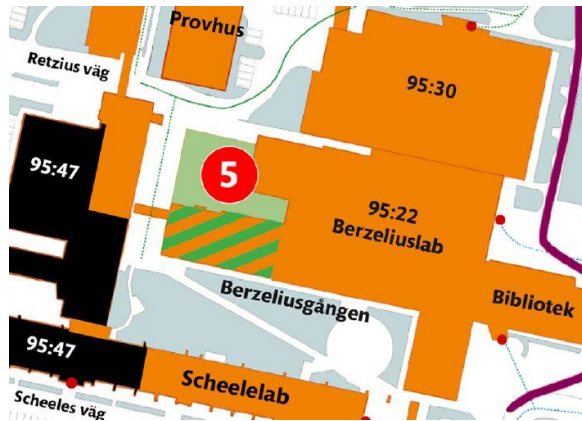 Provhus
Retzius väg
95:30
95:47
5
95:22
Berzeliuslab
Bibliotek
Berzeliusgången
95:47
Scheelelab
Scheeles väg